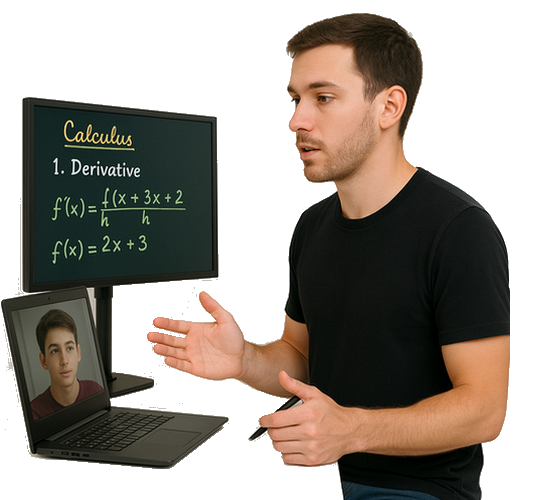 Calculus
1. Derivative
f'(x) = f(x + 3x + 2
h h
f(x) = 2x + 3